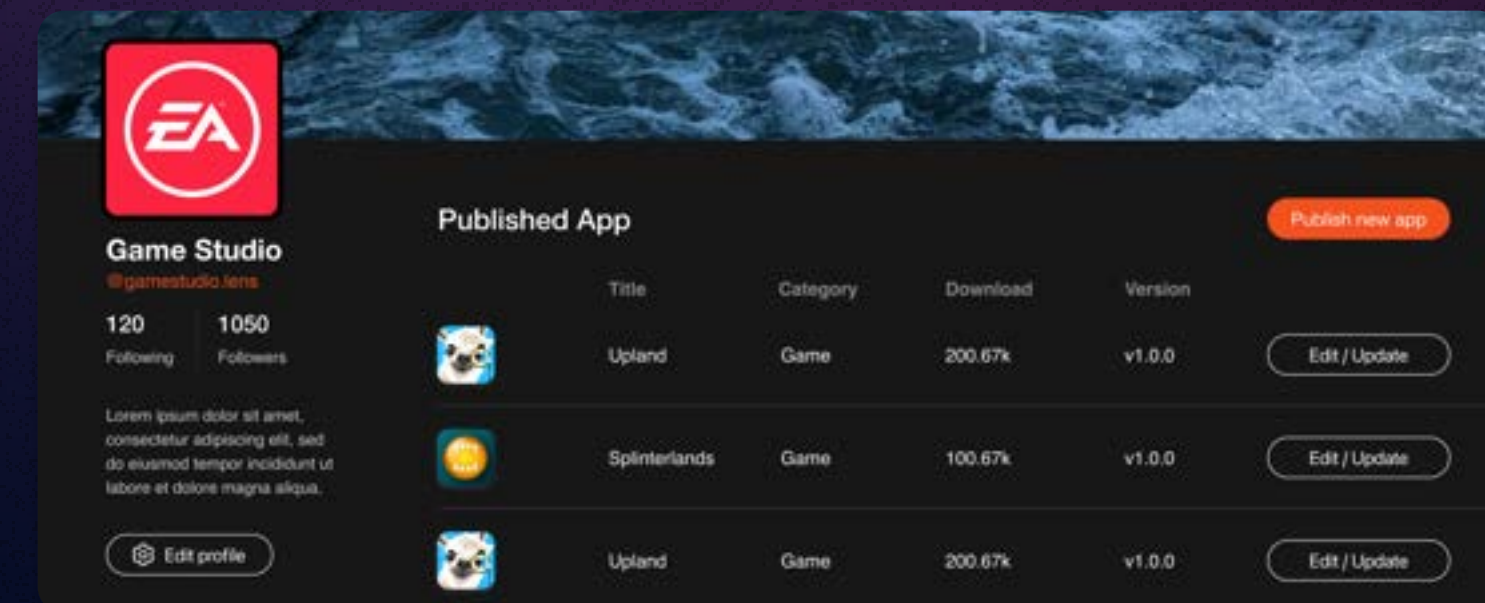 EA
Game Studio
@gamestudio.lens
120 1050
Following Followers
Lorem ipsum dolor sit amet,
consectetur adipiscing elit, sed
do eiusmod tempor incididunt ut
labore et dolore magna aliqua.
Edit profile
Published App
Publish new app
Title Category Download Version
Upland Game 200.67k v1.0.0 Edit / Update
Splinterlands Game 100.67k v1.0.0 Edit / Update
Upland Game 200.67k v1.0.0 Edit / Update